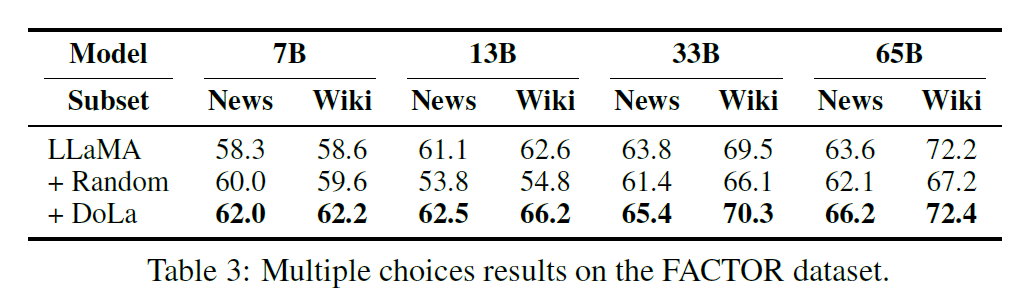 Model 7B 13B 33B 65B
Subset News Wiki News Wiki News Wiki News Wiki
LLaMA 58.3 58.6 61.1 62.6 63.8 69.5 63.6 72.2
+ Random 60.0 59.6 53.8 54.8 61.4 66.1 62.1 67.2
+ DoLa 62.0 62.2 62.5 66.2 65.4 70.3 66.2 72.4
Table 3: Multiple choices results on the FACTOR dataset.